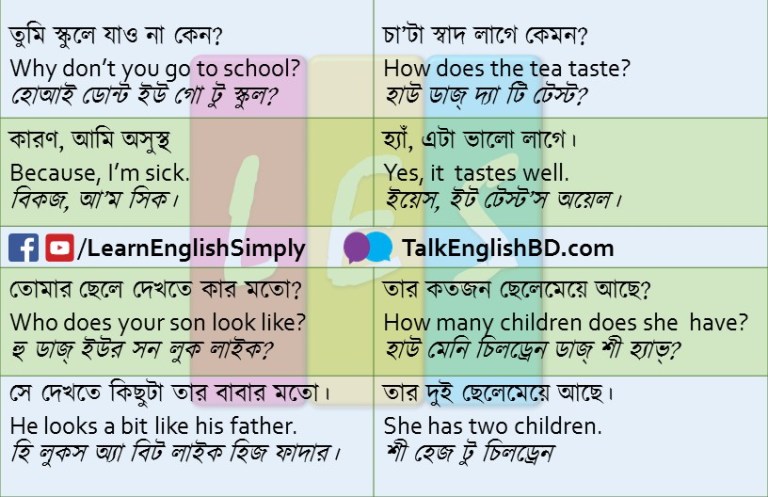 তুমি স্কুলে যাও না কেন?
Why don’t you go to school?
হোআই ডোন্ট ইউ গো টু স্কুল?
চা’টা স্বাদ লাগে কেমন?
How does the tea taste?
হাউ ডাজ্ দ্যা টি টেস্ট?
কারণ, আমি অসুস্থ
Because, I’m sick.
বিকজ, আ’ম সিক।
হ্যাঁ, এটা ভালো লাগে।
Yes, it tastes well.
ইয়েস, ইট টেস্ট’স অয়েল।
/LearnEnglishSimply
TalkEnglishBD.com
তোমার ছেলে দেখতে কার মতো?
Who does your son look like?
হু ডাজ্ ইউর সন লুক লাইক?
তার কতজন ছেলেমেয়ে আছে?
How many children does she have?
হাউ মেনি চিলড্রেন ডাজ্ শী হ্যাভ্?
সে দেখতে কিছুটা তার বাবার মতো।
He looks a bit like his father.
হি লুকস অ্যা বিট লাইক হিজ ফাদার।
তার দুই ছেলেমেয়ে আছে।
She has two children.
শী হেজ টু চিলড্রেন
LES